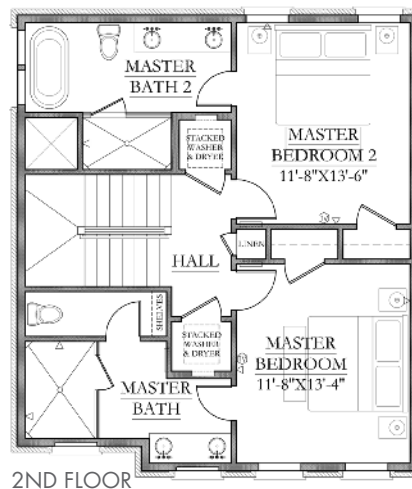 MASTER
BATH 2
MASTER
BEDROOM 2
11'-8"X13'-6"
STACKED
WASHER
& DRYER
LINEN
HALL
SHELVES
STACKED
WASHER
& DRYER
MASTER
BEDROOM
11'-8"X13'-4"
MASTER
BATH
2ND FLOOR